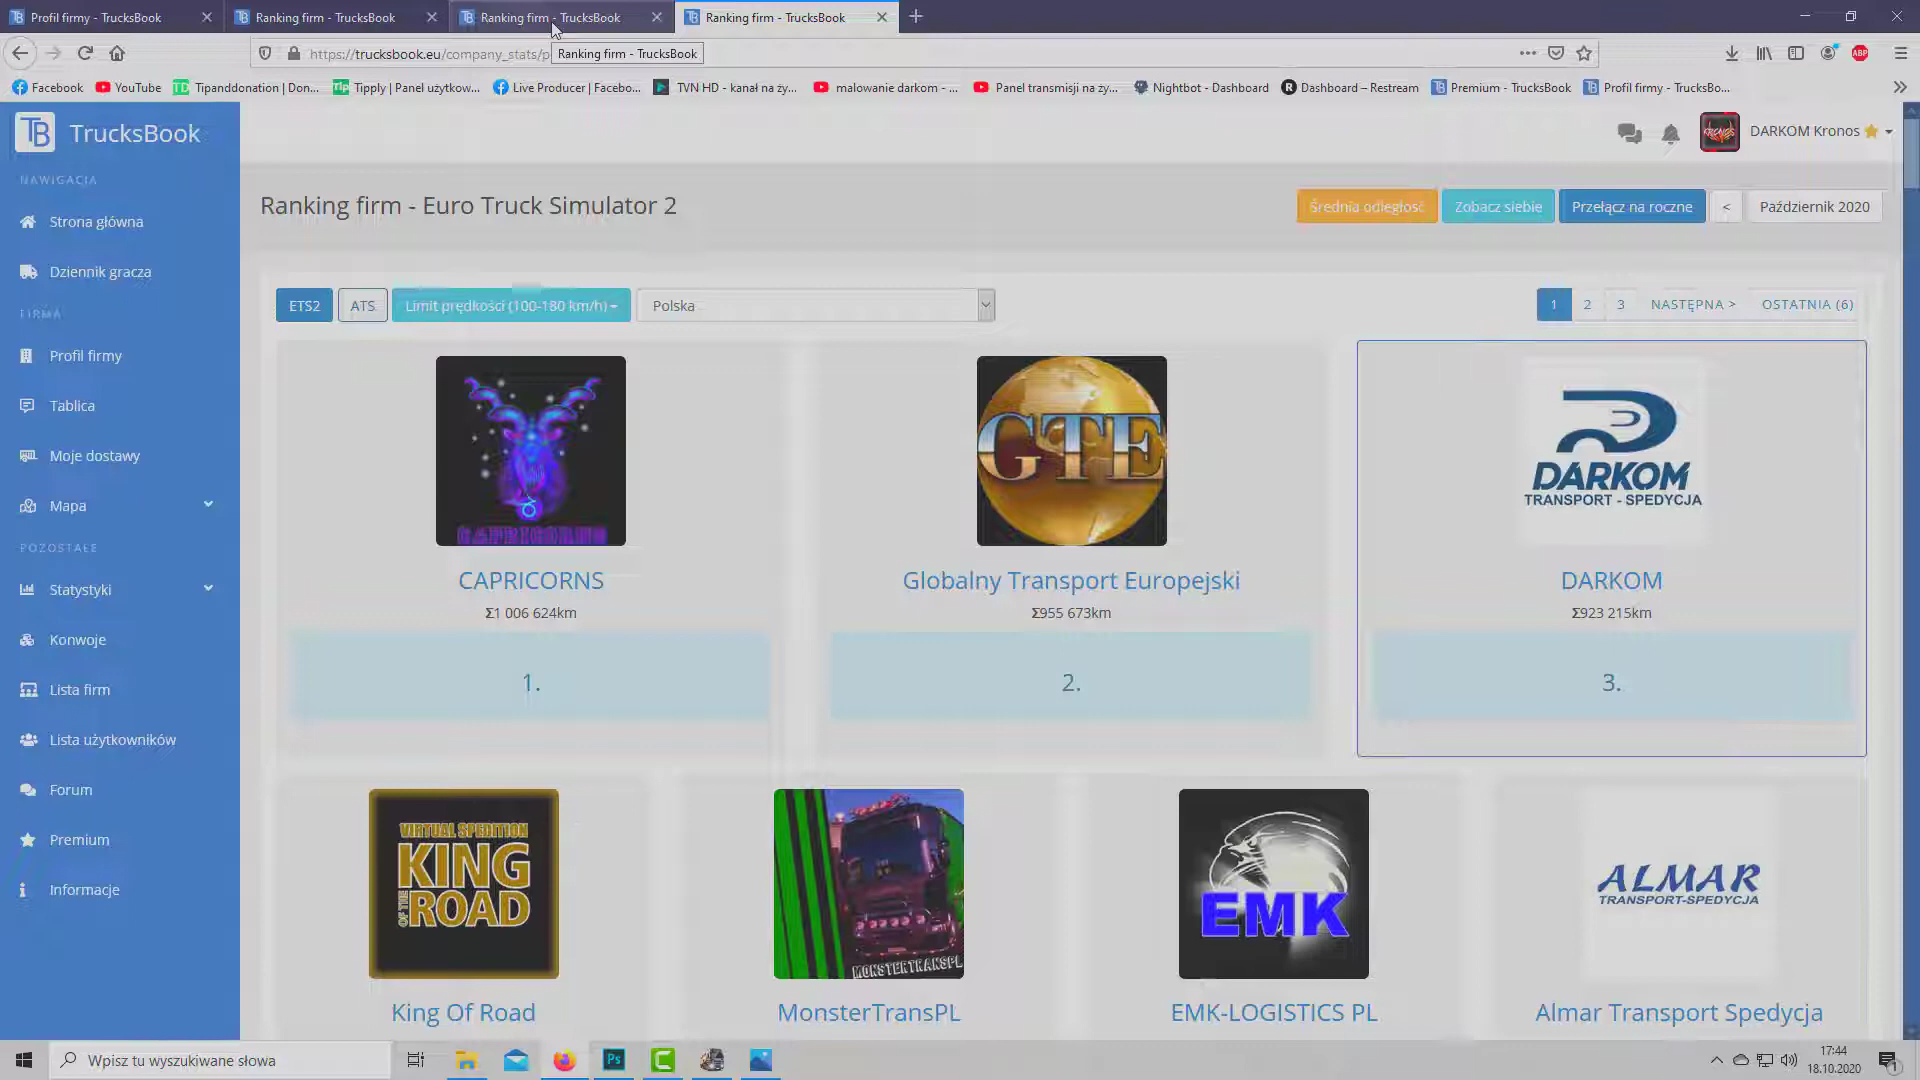 Profil firmy - TrucksBook
Ranking firm - TrucksBook
Ranking firm - TrucksBook
Ranking firm - TrucksBook
https://trucksbook.eu/company_stats/p
Ranking firm - TrucksBook
ABP
Facebook
YouTube
Tipanddonation | Don...
Tipply | Panel użytkow...
Live Producer | Facebo...
TVN HD - kanał na ży...
malowanie darkom - ...
Panel transmisji na ży...
Nightbot - Dashboard
Dashboard – Restream
Premium - TrucksBook
Profil firmy - TrucksBo...
TB TrucksBook
DARKOM Kronos
NAWIGACJA
Strona główna
Dziennik gracza
FIRMA
Profil firmy
Tablica
Moje dostawy
Mapa
POZOSTAŁE
Statystyki
Konwoje
Lista firm
Lista użytkowników
Forum
Premium
Informacje
Ranking firm - Euro Truck Simulator 2
Średnia odległość
Zobacz siebie
Przełącz na roczne
<
Październik 2020
ETS2
ATS
Limit prędkości (100-180 km/h)
Polska
1
2
3
NASTĘPNA >
OSTATNIA (6)
CAPRICORNS
Σ1 006 624km
1.
GTE
Globalny Transport Europejski
Σ955 673km
2.
DARKOM
TRANSPORT - SPEDYCJA
DARKOM
Σ923 215km
3.
VIRTUAL SPEDITION
KING
OF THE
ROAD
King Of Road
MONSTERTRANSPL
MonsterTransPL
EMK
EMK-LOGISTICS PL
ALMAR
TRANSPORT-SPEDYCJA
Almar Transport Spedycja
Wpisz tu wyszukiwane słowa
Ps
17:44
18.10.2020
1